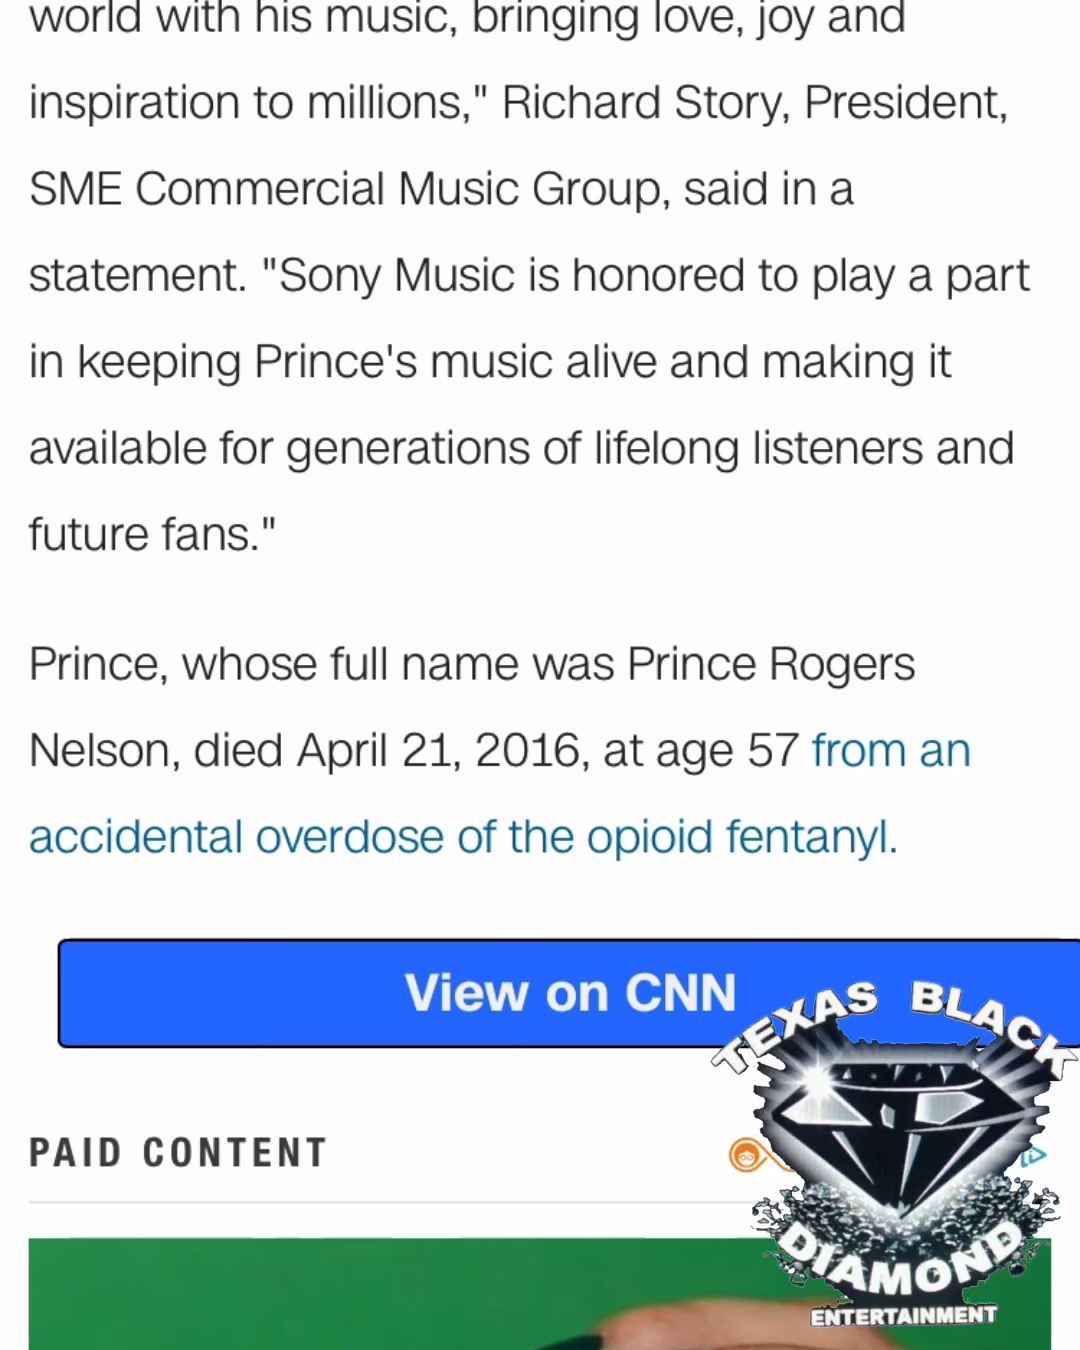 world with his music, bringing love, joy and
inspiration to millions," Richard Story, President,
SME Commercial Music Group, said in a
statement. "Sony Music is honored to play a part
in keeping Prince's music alive and making it
available for generations of lifelong listeners and
future fans."
Prince, whose full name was Prince Rogers
Nelson, died April 21, 2016, at age 57 from an
accidental overdose of the opioid fentanyl.
View on CNN
TEXAS BLACK
PAID CONTENT
DIAMOND
ENTERTAINMENT